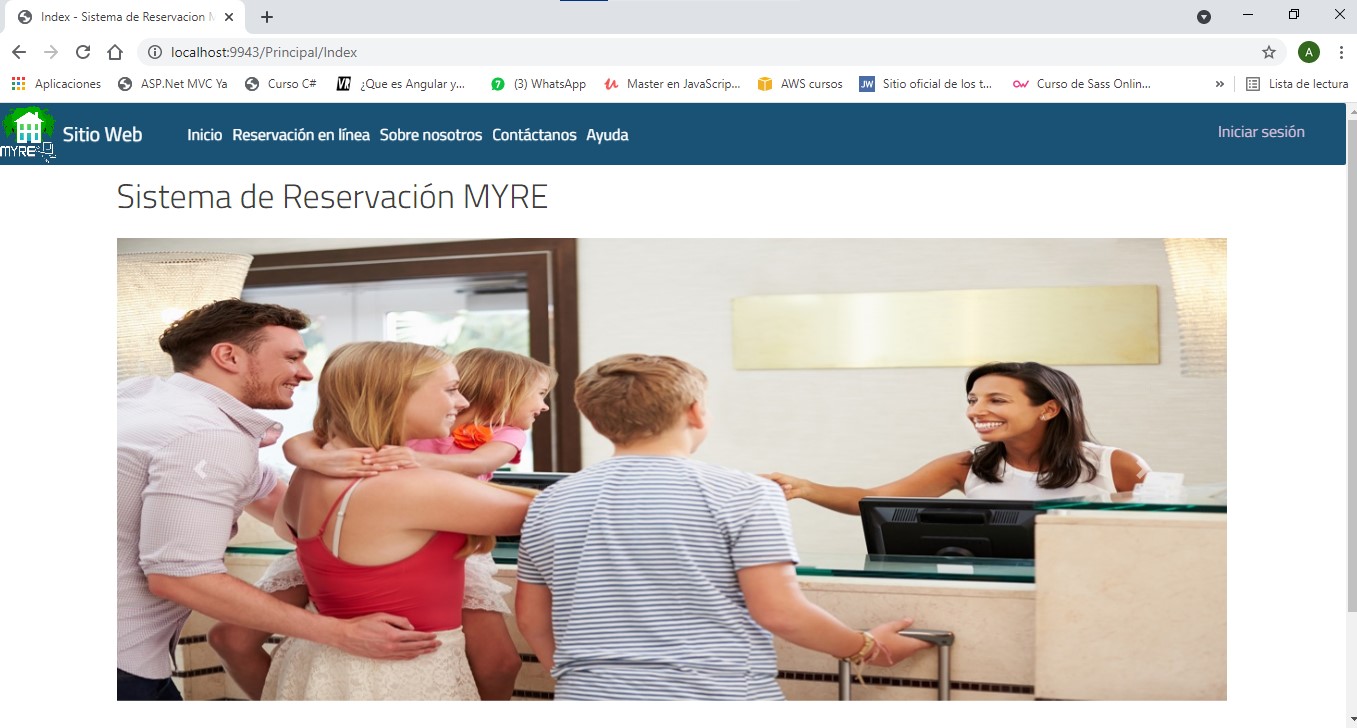 Index - Sistema de Reservacion M
localhost:9943/Principal/Index
A
Aplicaciones ASP.Net MVC Ya Curso C# ¿Que es Angular y... (3) WhatsApp Master en JavaScrip... AWS cursos Sitio oficial de los t... Curso de Sass Onlin... » Lista de lectura
MYRE Sitio Web Inicio Reservación en línea Sobre nosotros Contáctanos Ayuda Iniciar sesión
Sistema de Reservación MYRE